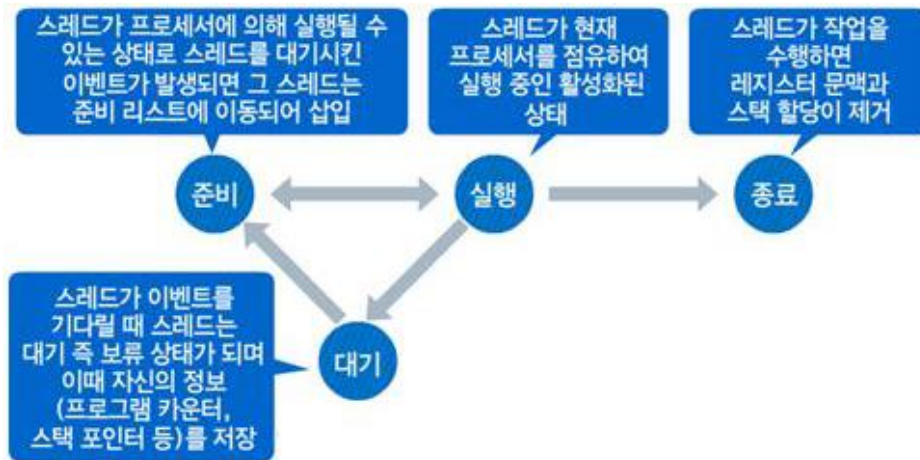 스레드가 프로세서에 의해 실행될 수
있는 상태로 스레드를 대기시킨
이벤트가 발생되면 그 스레드는
준비 리스트에 이동되어 삽입
스레드가 현재
프로세서를 점유하여
실행 중인 활성화된
상태
스레드가 작업을
수행하면
레지스터 문맥과
스택 할당이 제거
준비
실행
종료
스레드가 이벤트를
기다릴 때 스레드는
대기 즉 보류 상태가 되며
이때 자신의 정보
(프로그램 카운터,
스택 포인터 등)를 저장
대기